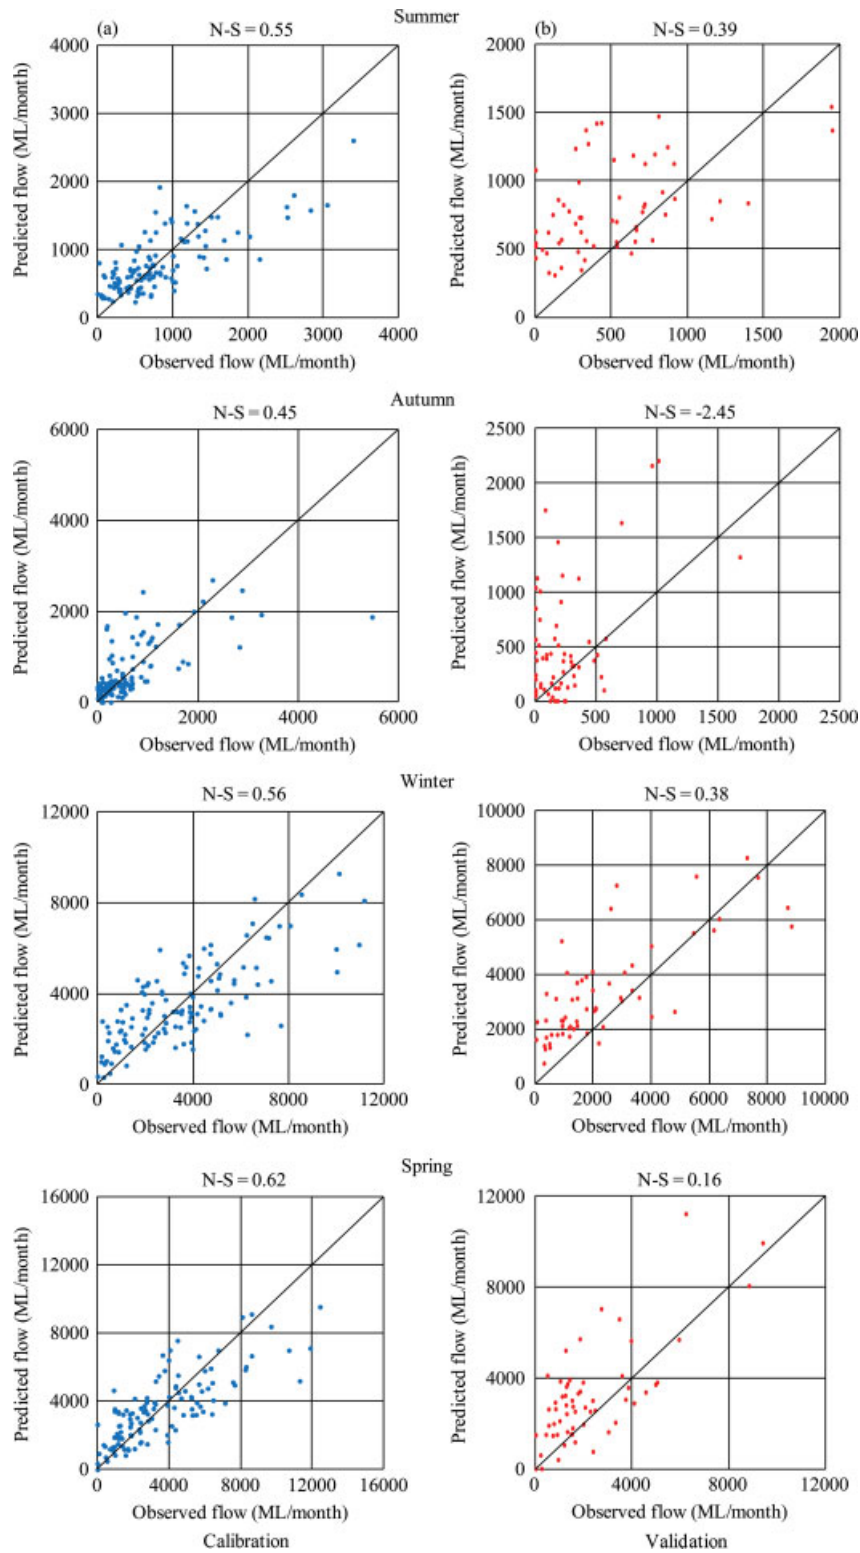 Summer
(a)
N-S = 0.55
4000
3000
2000
1000
0
0
1000
2000
3000
4000
Predicted flow (ML/month)
Observed flow (ML/month)
(b)
N-S = 0.39
2000
1500
1000
500
0
0
500
1000
1500
2000
Predicted flow (ML/month)
Observed flow (ML/month)
Autumn
N-S = 0.45
6000
4000
2000
0
0
2000
4000
6000
Predicted flow (ML/month)
Observed flow (ML/month)
N-S = -2.45
2500
2000
1500
1000
500
0
0
500
1000
1500
2000
2500
Predicted flow (ML/month)
Observed flow (ML/month)
Winter
N-S = 0.56
12000
8000
4000
0
0
4000
8000
12000
Predicted flow (ML/month)
Observed flow (ML/month)
N-S = 0.38
10000
8000
6000
4000
2000
0
0
2000
4000
6000
8000
10000
Predicted flow (ML/month)
Observed flow (ML/month)
Spring
N-S = 0.62
16000
12000
8000
4000
0
0
4000
8000
12000
16000
Predicted flow (ML/month)
Observed flow (ML/month)
Calibration
N-S = 0.16
12000
8000
4000
0
0
4000
8000
12000
Predicted flow (ML/month)
Observed flow (ML/month)
Validation